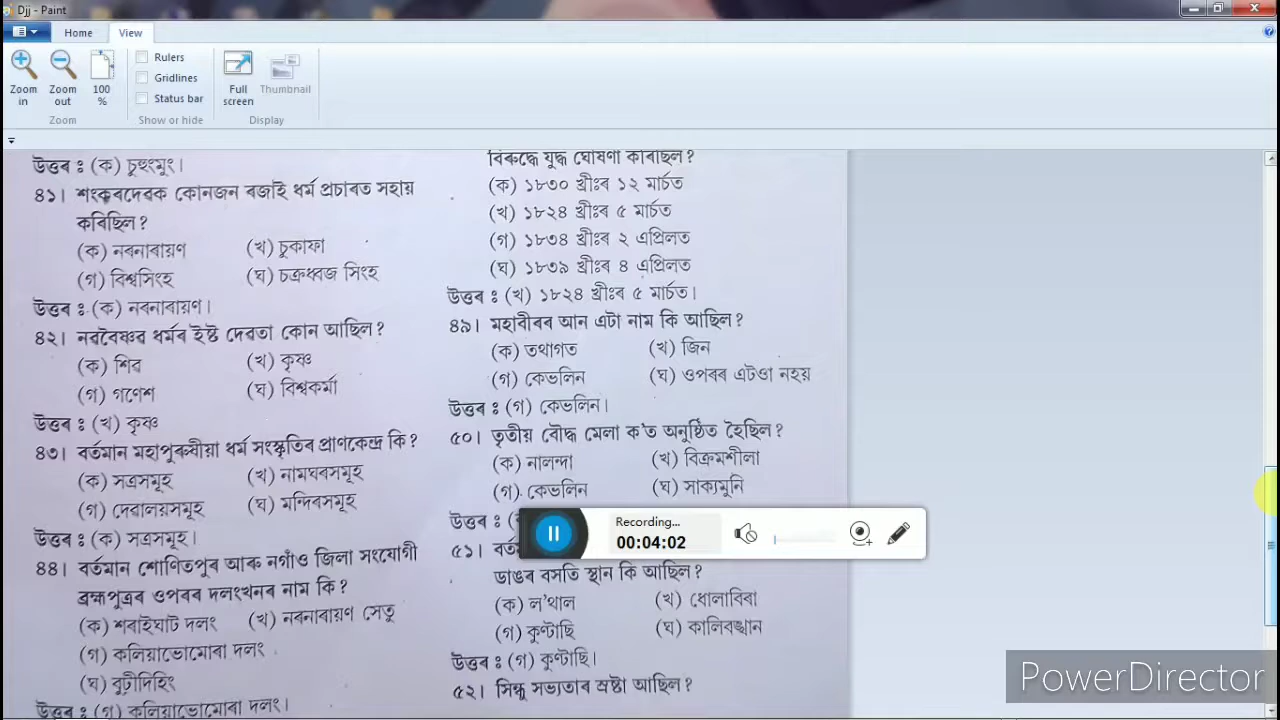 Djj - Paint
Home
View
Zoom in
Zoom out
100 %
Rulers
Gridlines
Status bar
Full screen
Thumbnail
Zoom
Show or hide
Display
উত্তৰ : (ক) চুহুংমুং।
৪১। শংকৰদেৱক কোনজন ৰজাই ধৰ্ম প্ৰচাৰত সহায়
কৰিছিল?
(ক) নৰনাৰায়ণ (খ) চুকাফা
(গ) বিশ্বসিংহ (ঘ) চক্ৰধ্বজ সিংহ
উত্তৰ : (ক) নৰনাৰায়ণ।
৪২। নৱবৈষ্ণৱ ধৰ্মৰ ইষ্ট দেৱতা কোন আছিল?
(ক) শিৱ (খ) কৃষ্ণ
(গ) গণেশ (ঘ) বিশ্বকৰ্মা
উত্তৰ : (খ) কৃষ্ণ
৪৩। বৰ্তমান মহাপুৰুষীয়া ধৰ্ম সংস্কৃতিৰ প্ৰাণকেন্দ্ৰ কি?
(ক) সত্ৰসমূহ (খ) নামঘৰসমূহ
(গ) দেৱালয়সমূহ (ঘ) মন্দিৰসমূহ
উত্তৰ : (ক) সত্ৰসমূহ।
৪৪। বৰ্তমান শোণিতপুৰ আৰু নগাঁও জিলা সংযোগী
ব্ৰহ্মপুত্ৰৰ ওপৰৰ দলংখনৰ নাম কি?
(ক) শৰাইঘাট দলং (খ) নৰনাৰায়ণ সেতু
(গ) কলিয়াভোমোৰা দলং
(ঘ) বুঢ়ীদিহিং
উত্তৰ : (গ) কলিয়াভোমোৰা দলং।
বিৰুদ্ধে যুদ্ধ ঘোষণা কৰিছিল?
(ক) ১৮৩০ খ্ৰীঃৰ ১২ মাৰ্চত
(খ) ১৮২৪ খ্ৰীঃৰ ৫ মাৰ্চত
(গ) ১৮৩৪ খ্ৰীঃৰ ২ এপ্ৰিলত
(ঘ) ১৮৩৯ খ্ৰীঃৰ ৪ এপ্ৰিলত
উত্তৰ : (খ) ১৮২৪ খ্ৰীঃৰ ৫ মাৰ্চত।
৪৯। মহাবীৰৰ আন এটা নাম কি আছিল?
(ক) তথাগত (খ) জিন
(গ) কেভলিন (ঘ) ওপৰৰ এটাও নহয়
উত্তৰ : (গ) কেভলিন।
৫০। তৃতীয় বৌদ্ধ মেলা ক'ত অনুষ্ঠিত হৈছিল?
(ক) নালন্দা (খ) বিক্ৰমশীলা
(গ) কেভলিন (ঘ) সাক্যমুনি
উত্তৰ :
৫১।
ডাঙৰ বসতি স্থান কি আছিল?
(ক) ল'থাল (খ) ধোলাবিৰা
(গ) কুণ্টাছি (ঘ) কালিবঙ্খান
উত্তৰ : (গ) কুণ্টাছি।
৫২। সিন্ধু সভ্যতাৰ স্ৰষ্টা আছিল?
Recording...
00:04:02
PowerDirector